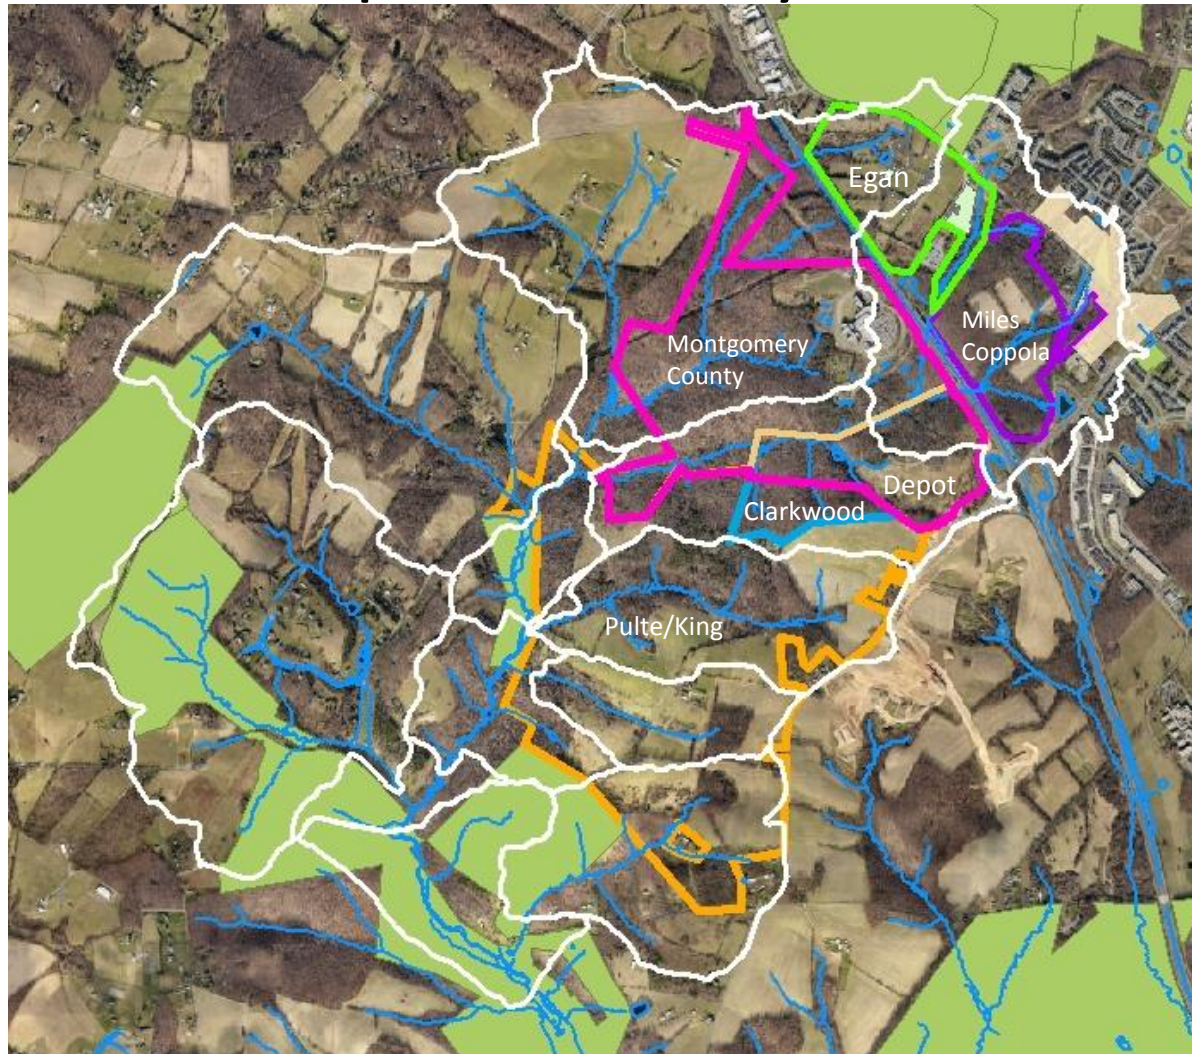 Egan
Miles
Coppola
Montgomery
County
Depot
Clarkwood
Pulte/King